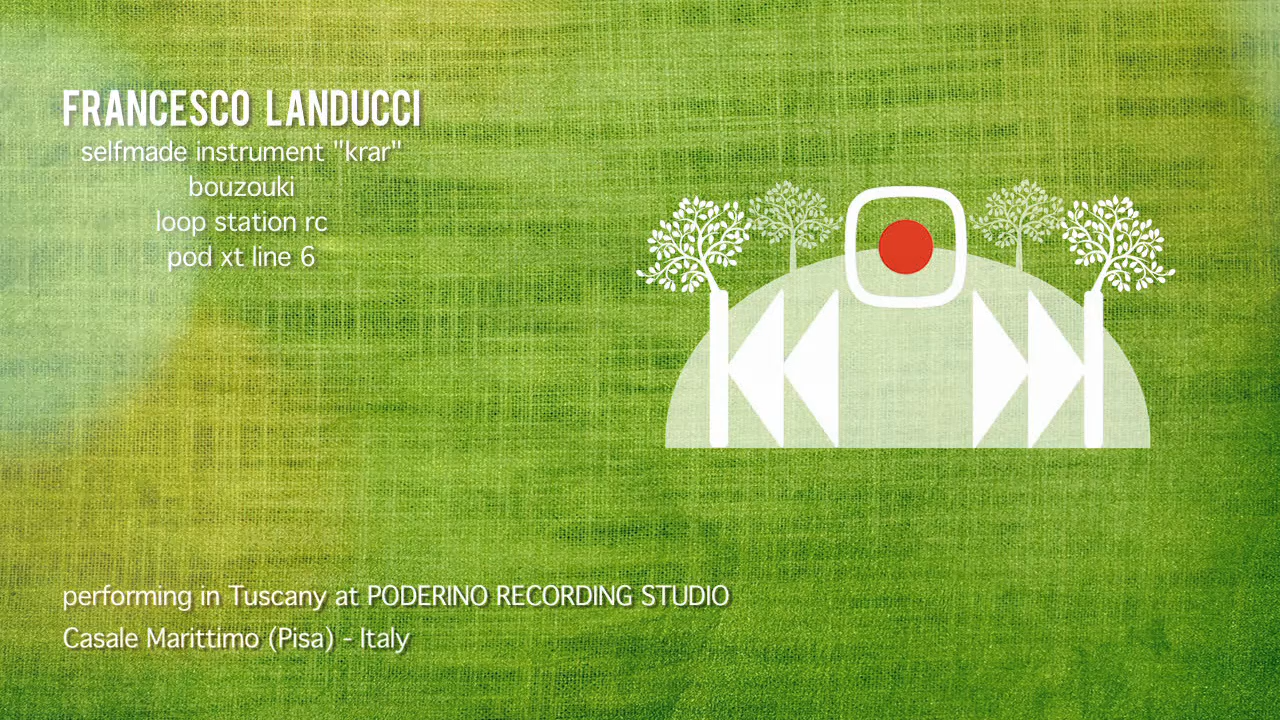 FRANCESCO LANDUCCI
selfmade instrument "krar"
bouzouki
loop station rc
pod xt line 6
performing in Tuscany at PODERINO RECORDING STUDIO
Casale Marittimo (Pisa) - Italy